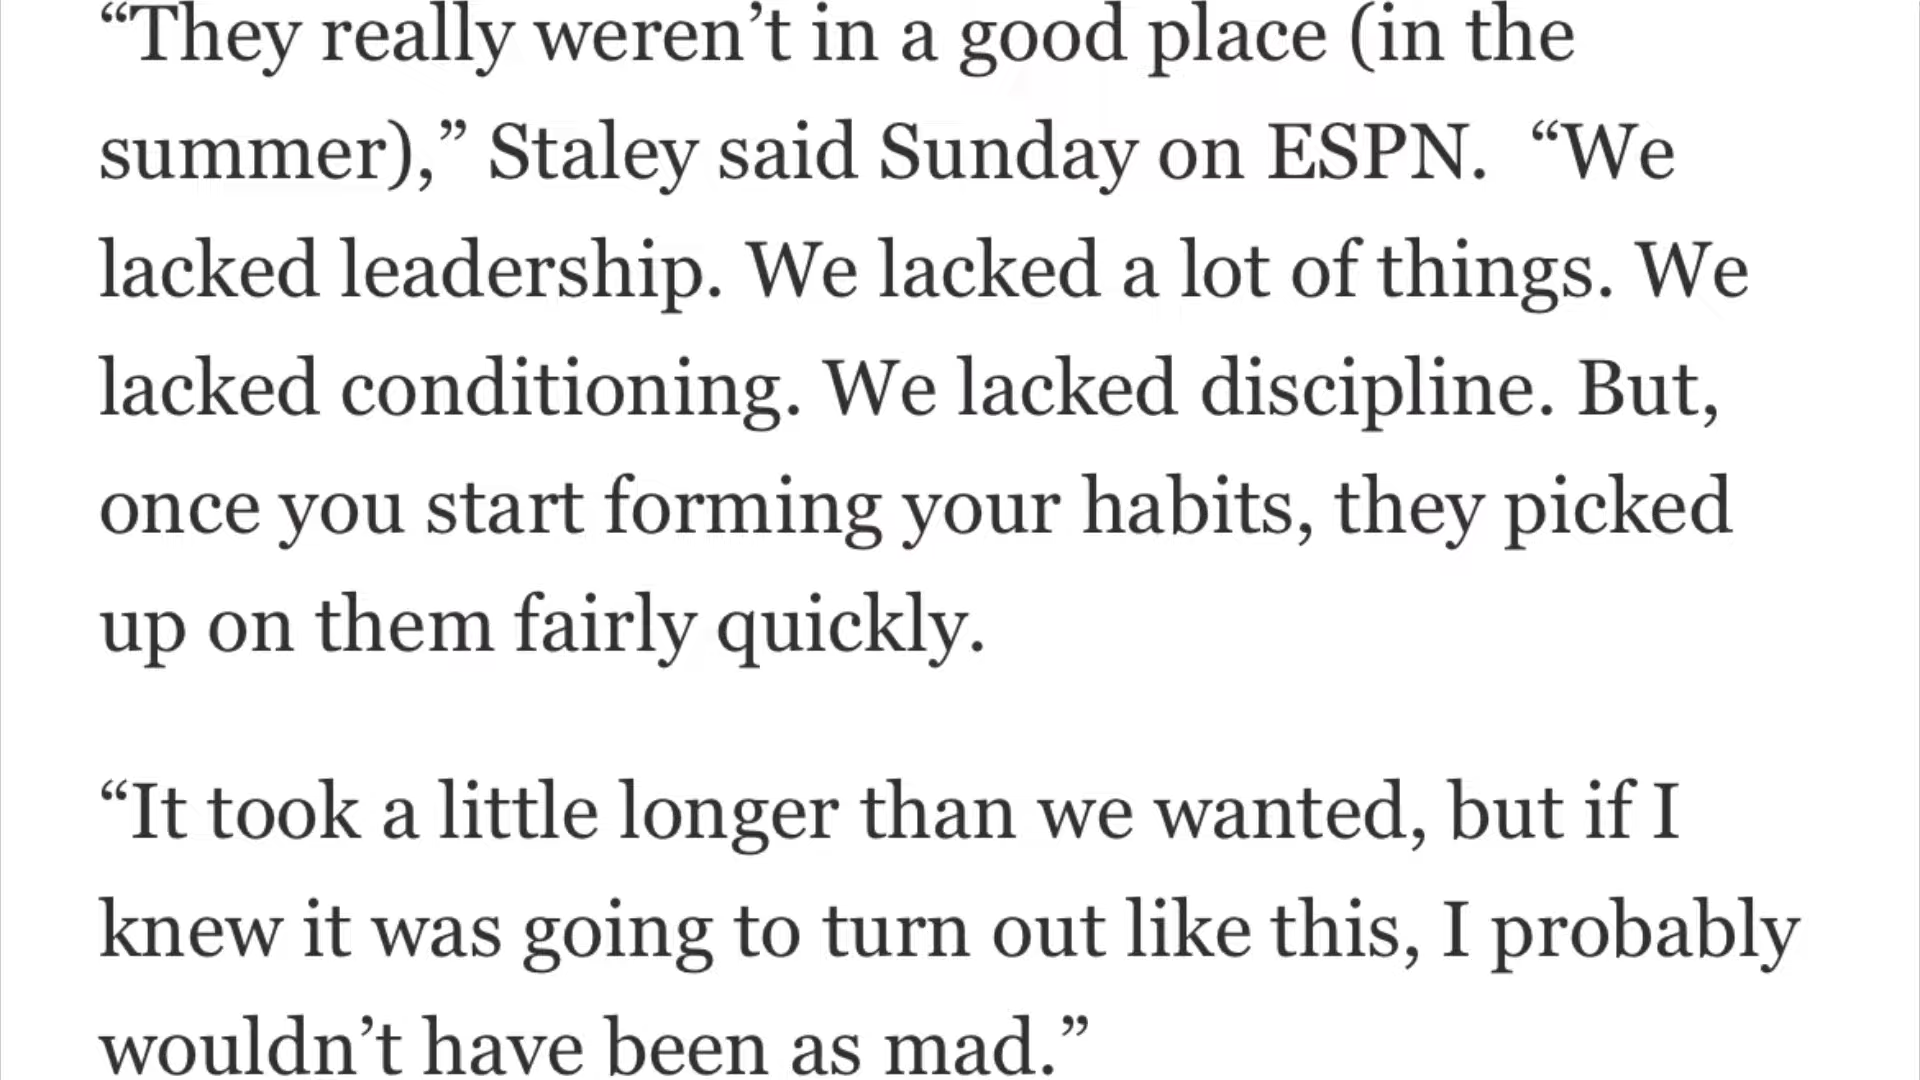 “They really weren’t in a good place (in the
summer),” Staley said Sunday on ESPN.  “We
lacked leadership. We lacked a lot of things. We
lacked conditioning. We lacked discipline. But,
once you start forming your habits, they picked
up on them fairly quickly.
“It took a little longer than we wanted, but if I
knew it was going to turn out like this, I probably
wouldn’t have been as mad.”